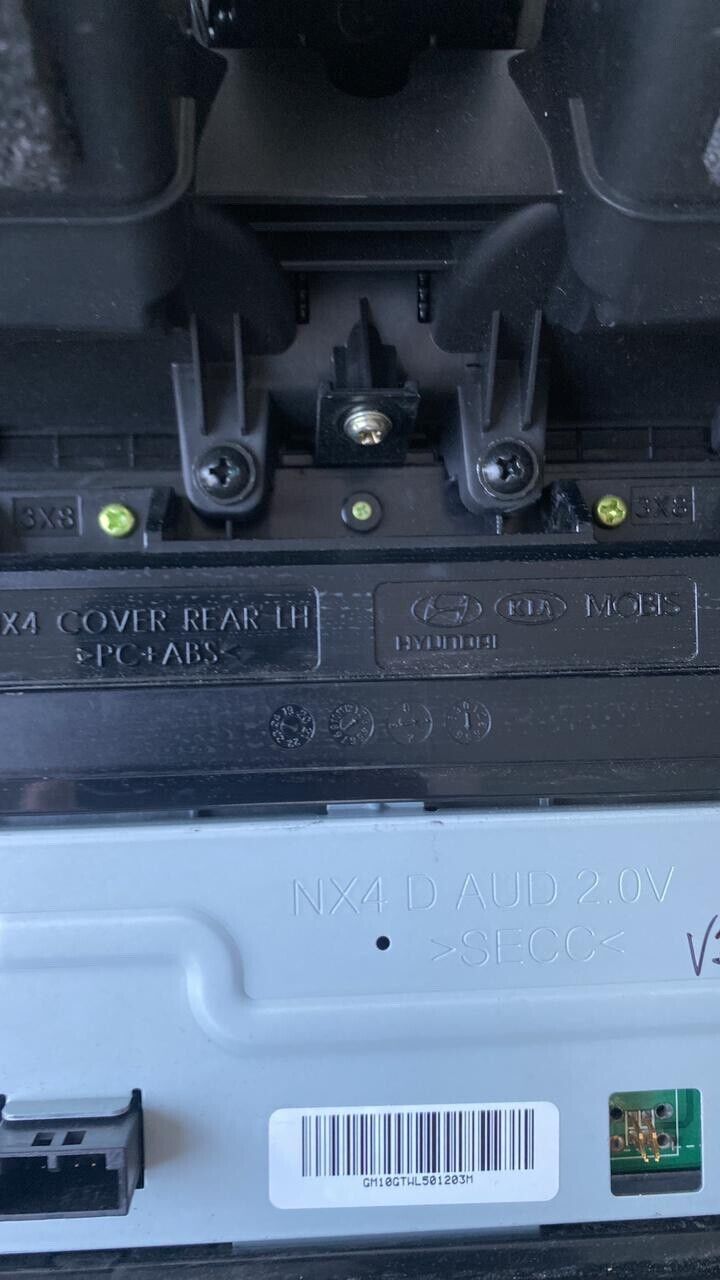 3X8
3X8
X4 COVER REAR LH
>PC+ABS<
HYUNDAI
KIA
MOBIS
NX4 D AUD 2.0V
>SECC<
GM10GTWL501203M